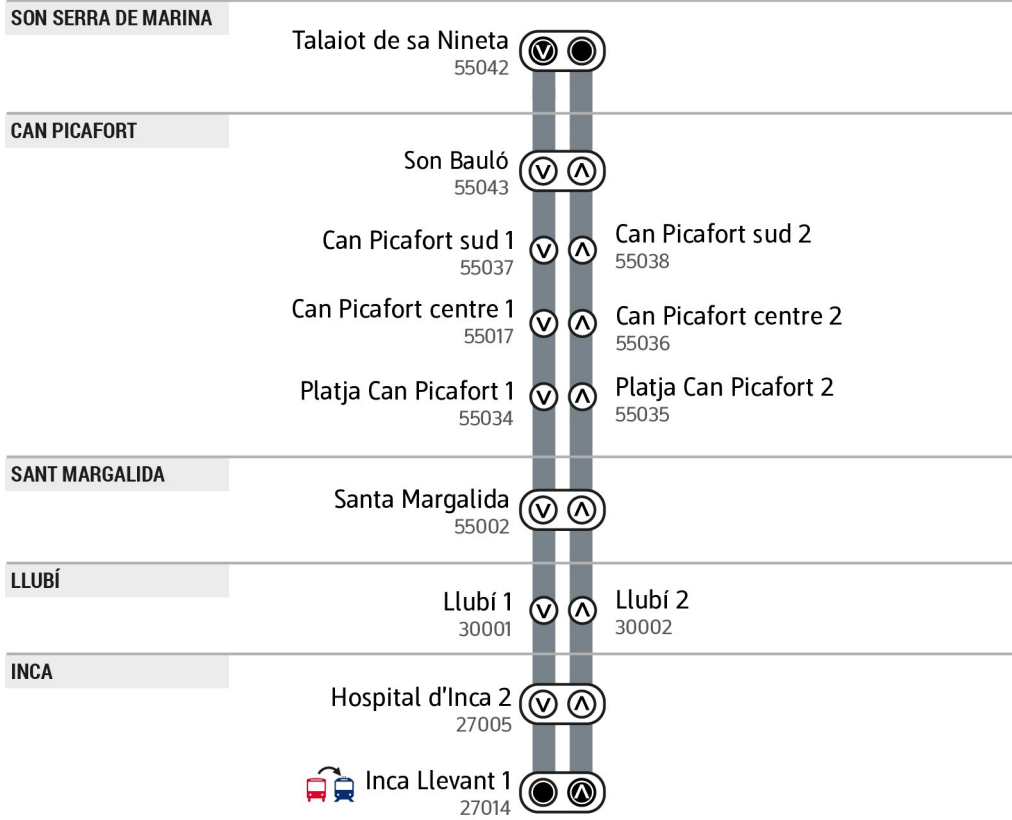 SON SERRA DE MARINA
Talaiot de sa Nineta
55042
CAN PICAFORT
Son Bauló
55043
Can Picafort sud 1
55037
Can Picafort sud 2
55038
Can Picafort centre 1
55017
Can Picafort centre 2
55036
Platja Can Picafort 1
55034
Platja Can Picafort 2
55035
SANT MARGALIDA
Santa Margalida
55002
LLUBÍ
Llubí 1
30001
Llubí 2
30002
INCA
Hospital d'Inca 2
27005
Inca Llevant 1
27014